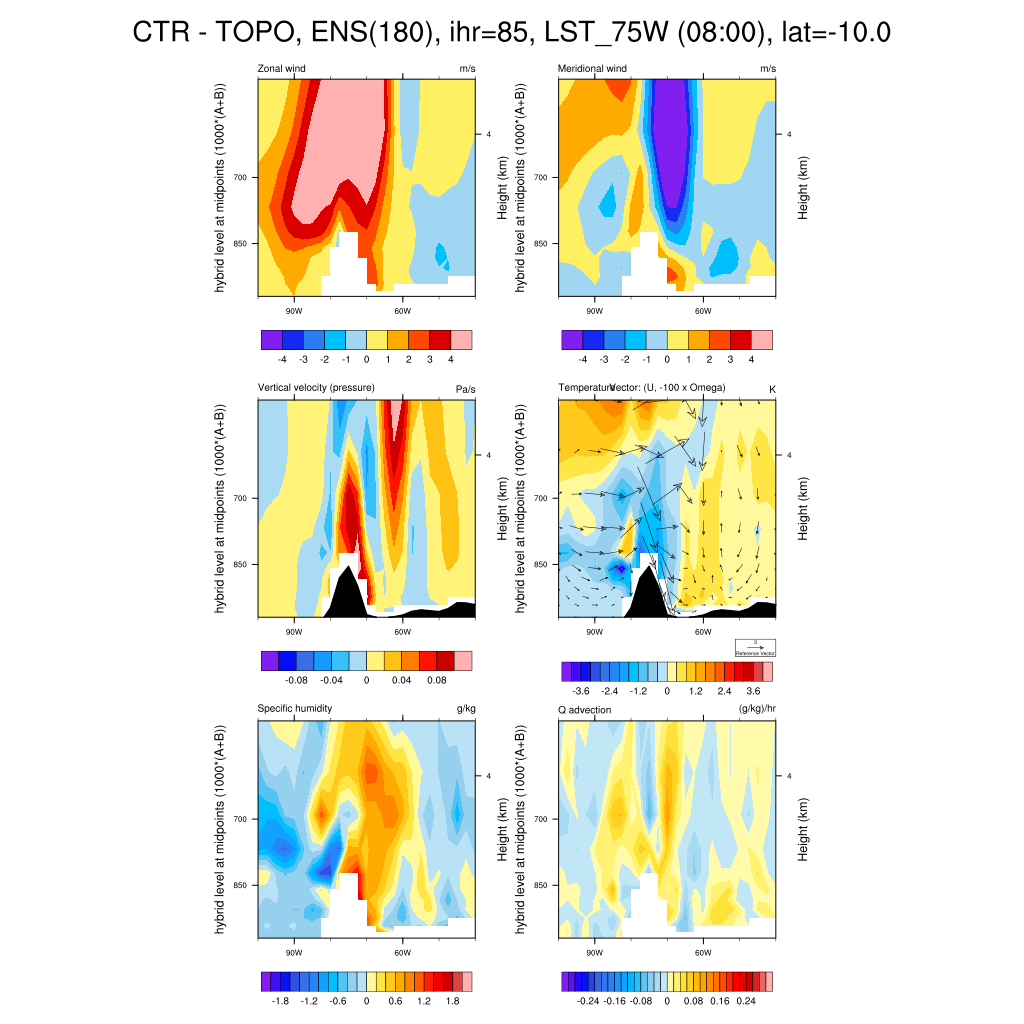 CTR - TOPO, ENS(180), ihr=85, LST_75W (08:00), lat=-10.0
Zonal wind m/s
hybrid level at midpoints (1000*(A+B))
700
850
4
Height (km)
90W 60W
-4 -3 -2 -1 0 1 2 3 4
Meridional wind m/s
hybrid level at midpoints (1000*(A+B))
700
850
4
Height (km)
90W 60W
-4 -3 -2 -1 0 1 2 3 4
Vertical velocity (pressure) Pa/s
hybrid level at midpoints (1000*(A+B))
700
850
4
Height (km)
90W 60W
-0.08 -0.04 0 0.04 0.08
Temperature Vector: (U, -100 x Omega) K
hybrid level at midpoints (1000*(A+B))
700
850
4
Height (km)
90W 60W
3
Reference Vector
-3.6 -2.4 -1.2 0 1.2 2.4 3.6
Specific humidity g/kg
hybrid level at midpoints (1000*(A+B))
700
850
4
Height (km)
90W 60W
-1.8 -1.2 -0.6 0 0.6 1.2 1.8
Q advection (g/kg)/hr
hybrid level at midpoints (1000*(A+B))
700
850
4
Height (km)
90W 60W
-0.24 -0.16 -0.08 0 0.08 0.16 0.24